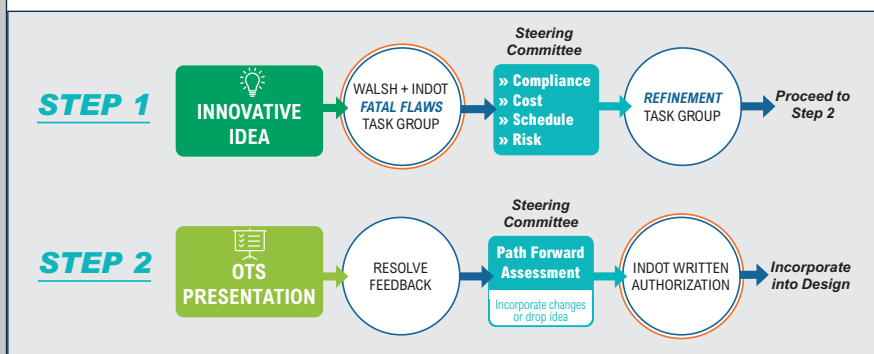 STEP 1
INNOVATIVE
IDEA
WALSH + INDOT
FATAL FLAWS
TASK GROUP
Steering
Committee
» Compliance
» Cost
» Schedule
» Risk
REFINEMENT
TASK GROUP
Proceed to
Step 2
STEP 2
OTS
PRESENTATION
RESOLVE
FEEDBACK
Steering
Committee
Path Forward
Assessment
Incorporate changes
or drop idea
INDOT WRITTEN
AUTHORIZATION
Incorporate
into Design